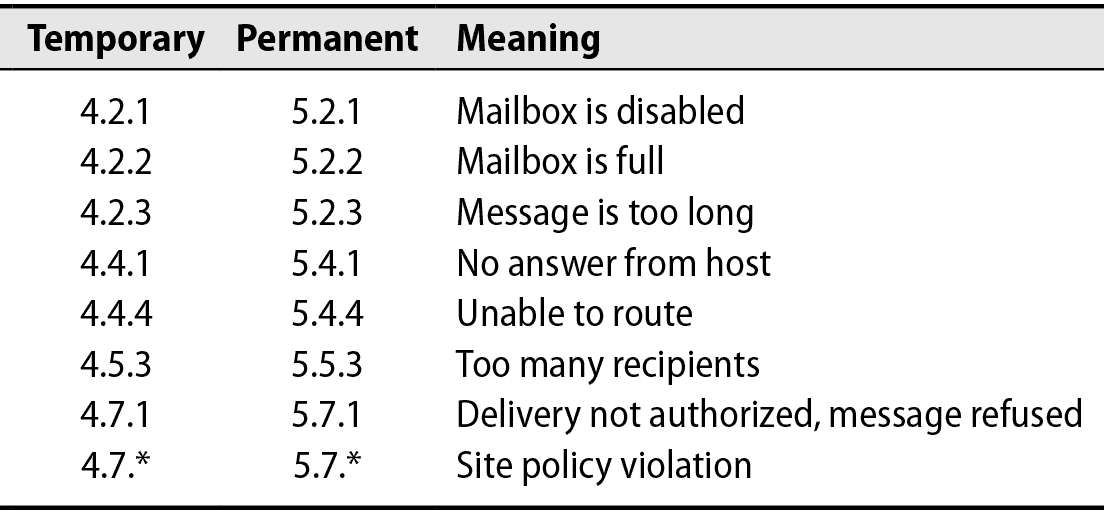 Temporary Permanent Meaning
4.2.1 5.2.1 Mailbox is disabled
4.2.2 5.2.2 Mailbox is full
4.2.3 5.2.3 Message is too long
4.4.1 5.4.1 No answer from host
4.4.4 5.4.4 Unable to route
4.5.3 5.5.3 Too many recipients
4.7.1 5.7.1 Delivery not authorized, message refused
4.7.* 5.7.* Site policy violation